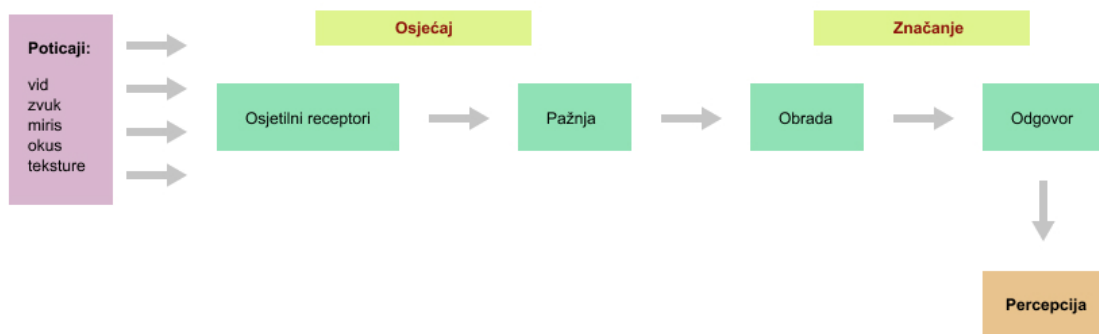 Poticaji:
vid
zvuk
miris
okus
teksture
Osjećaj
Značanje
Osjetilni receptori
Pažnja
Obrada
Odgovor
Percepcija